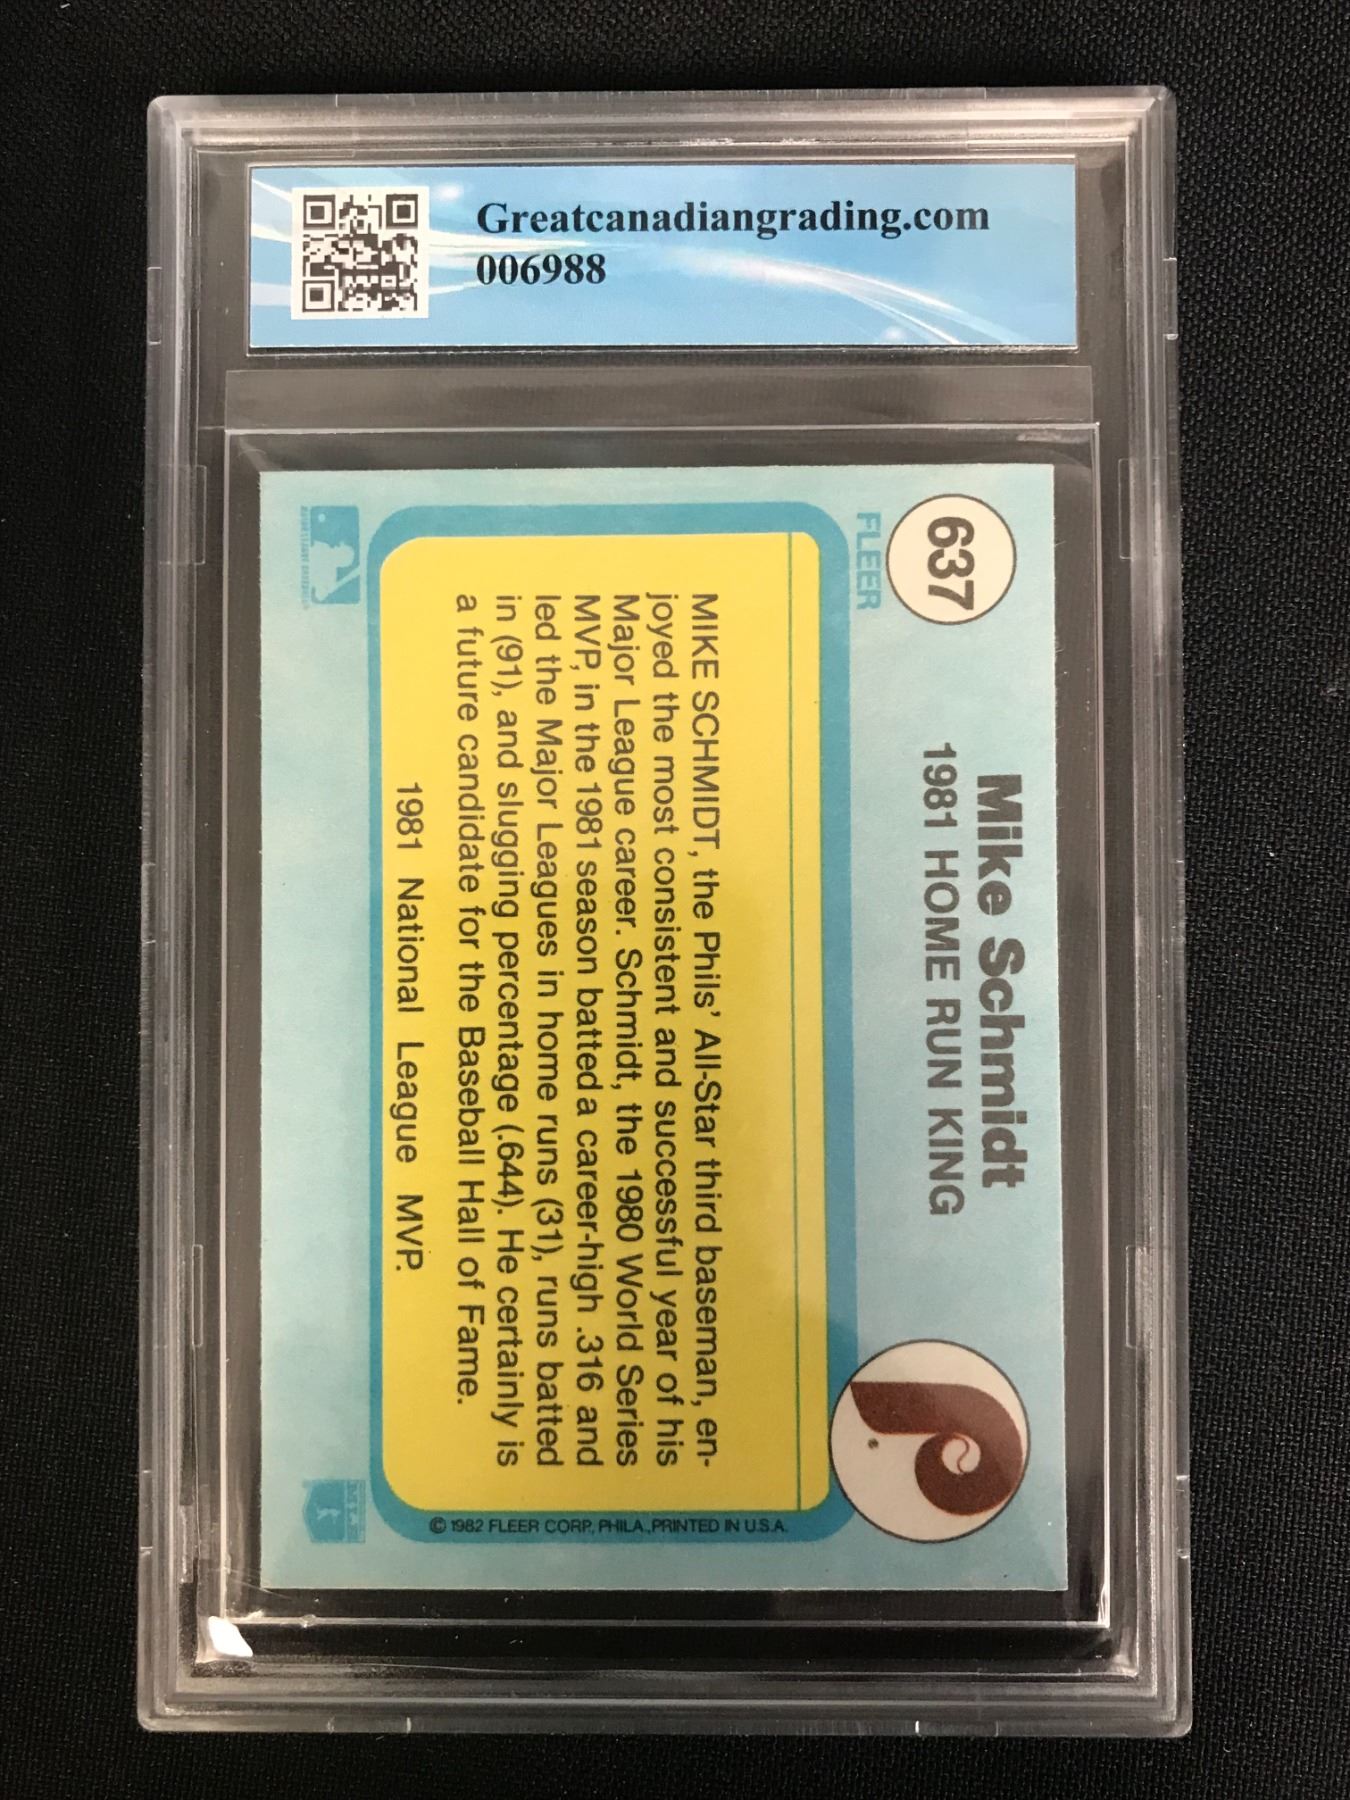 Greatcanadiangrading.com
006988
637
Mike Schmidt
1981 HOME RUN KING
FLEER
MIKE SCHMIDT, the Phils' All-Star third baseman, en-
joyed the most consistent and successful year of his
Major League career. Schmidt, the 1980 World Series
MVP, in the 1981 season batted a career-high .316 and
led the Major Leagues in home runs (31), runs batted
in (91), and slugging percentage (.644). He certainly is
a future candidate for the Baseball Hall of Fame.
1981 National League MVP.
© 1982 FLEER CORP., PHILA., PRINTED IN U.S.A.